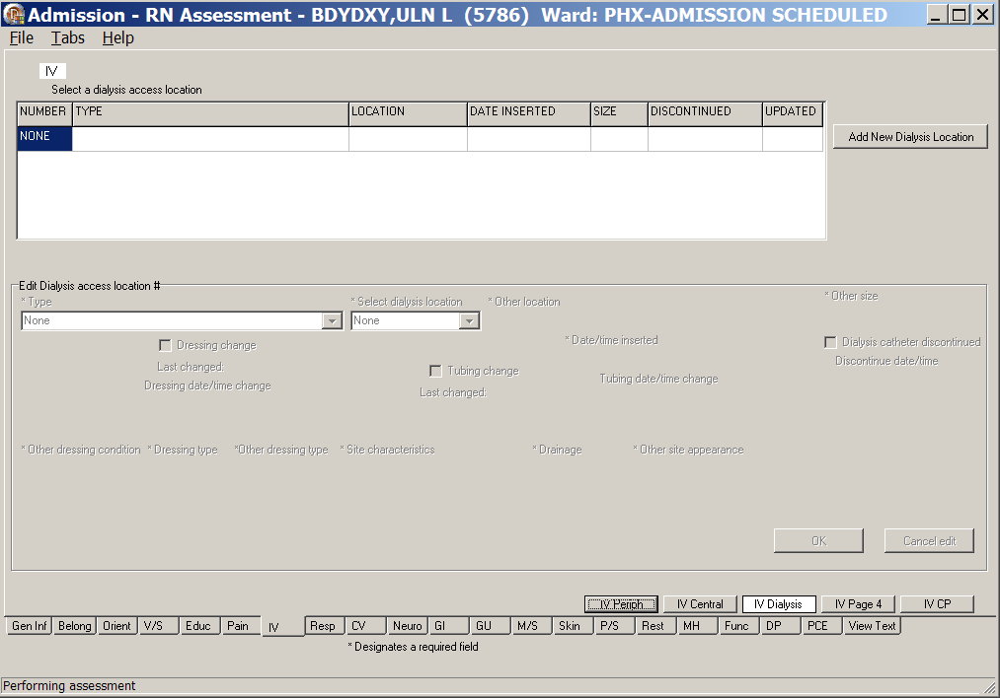 Admission - RN Assessment - BDYDXY,ULN L (5786) Ward: PHX-ADMISSION SCHEDULED
File Tabs Help
IV
Select a dialysis access location
NUMBER TYPE LOCATION DATE INSERTED SIZE DISCONTINUED UPDATED
NONE
Add New Dialysis Location
Edit Dialysis access location #
* Type * Select dialysis location * Other location * Other size
None None
* Date/time inserted
Dressing change Dialysis catheter discontinued
Last changed: Discontinue date/time
Tubing change
Dressing date/time change Tubing date/time change
Last changed:
* Other dressing condition * Dressing type *Other dressing type * Site characteristics * Drainage * Other site appearance
OK Cancel edit
IV Periph IV Central IV Dialysis IV Page 4 IV CP
Gen Inf Belong Orient V/S Educ Pain IV Resp CV Neuro GI GU M/S Skin P/S Rest MH Func DP PCE View Text
* Designates a required field
Performing assessment